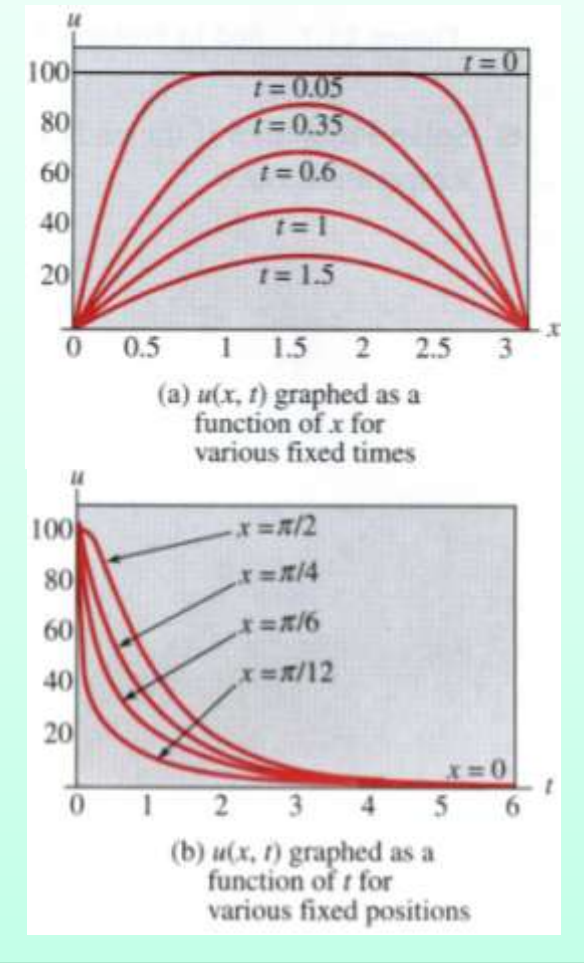 u
100
t = 0
t = 0.05
80
t = 0.35
60
t = 0.6
40
t = 1
20
t = 1.5
0 0.5 1 1.5 2 2.5 3 x
(a) u(x, t) graphed as a
function of x for
various fixed times
u
100
x = π/2
80
x = π/4
60
x = π/6
40
x = π/12
20
x = 0
0 1 2 3 4 5 6 t
(b) u(x, t) graphed as a
function of t for
various fixed positions